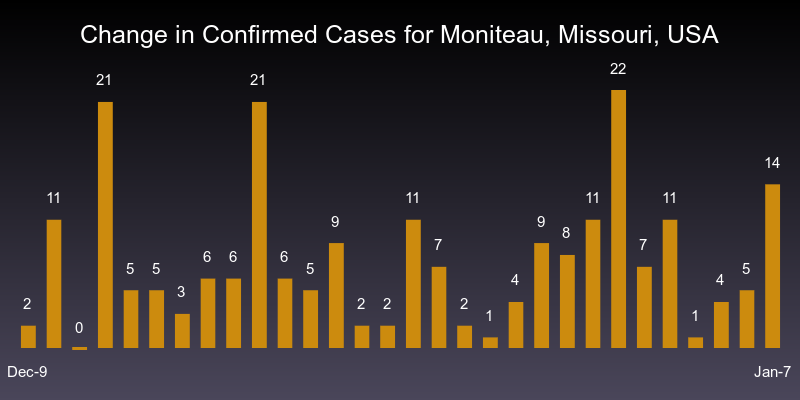 Change in Confirmed Cases for Moniteau, Missouri, USA
2 11 0 21 5 5 3 6 6 21 6 5 9 2 2 11 7 2 1 4 9 8 11 22 7 11 1 4 5 14
Dec-9 Jan-7